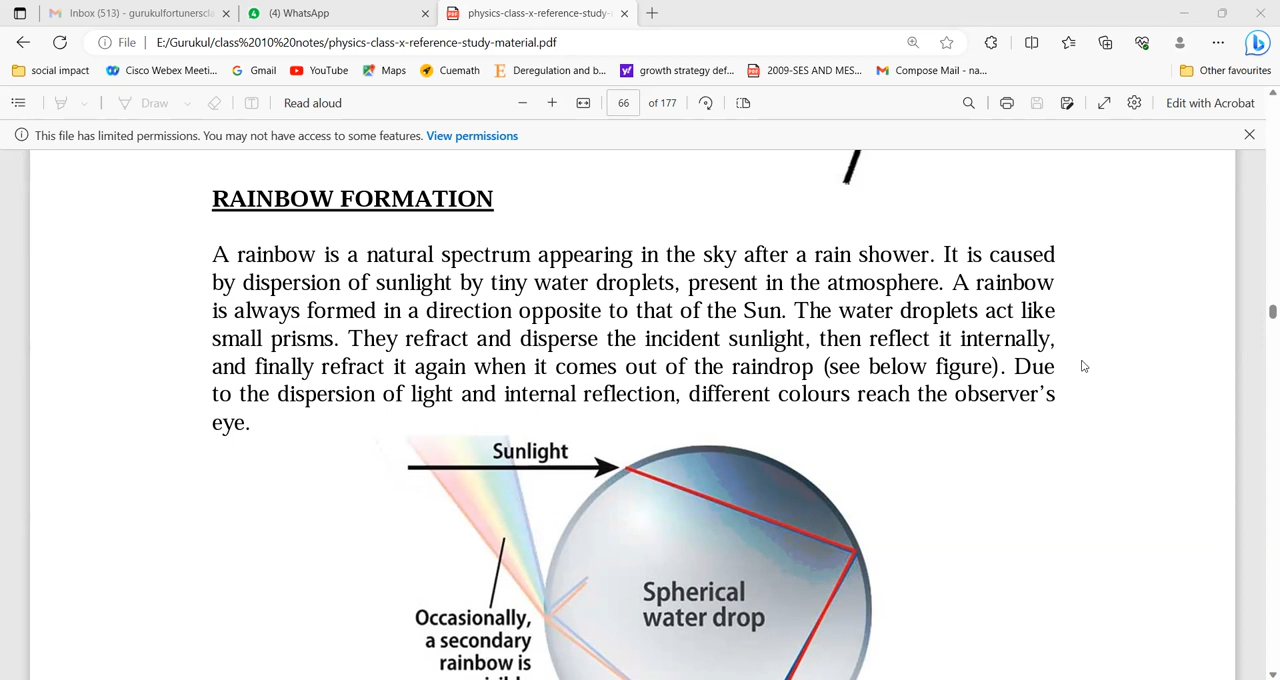 Inbox (513) - gurukulfortunerscla
(4) WhatsApp
physics-class-x-reference-study-
File
E:/Gurukul/class%2010%20notes/physics-class-x-reference-study-material.pdf
social impact
Cisco Webex Meeti...
Gmail
YouTube
Maps
Cuemath
Deregulation and b...
growth strategy def...
2009-SES AND MES...
Compose Mail - na...
Other favourites
Draw
Read aloud
66
of 177
Edit with Acrobat
This file has limited permissions. You may not have access to some features. View permissions
RAINBOW FORMATION
A rainbow is a natural spectrum appearing in the sky after a rain shower. It is caused
by dispersion of sunlight by tiny water droplets, present in the atmosphere. A rainbow
is always formed in a direction opposite to that of the Sun. The water droplets act like
small prisms. They refract and disperse the incident sunlight, then reflect it internally,
and finally refract it again when it comes out of the raindrop (see below figure). Due
to the dispersion of light and internal reflection, different colours reach the observer's
eye.
Sunlight
Spherical
water drop
Occasionally,
a secondary
rainbow is